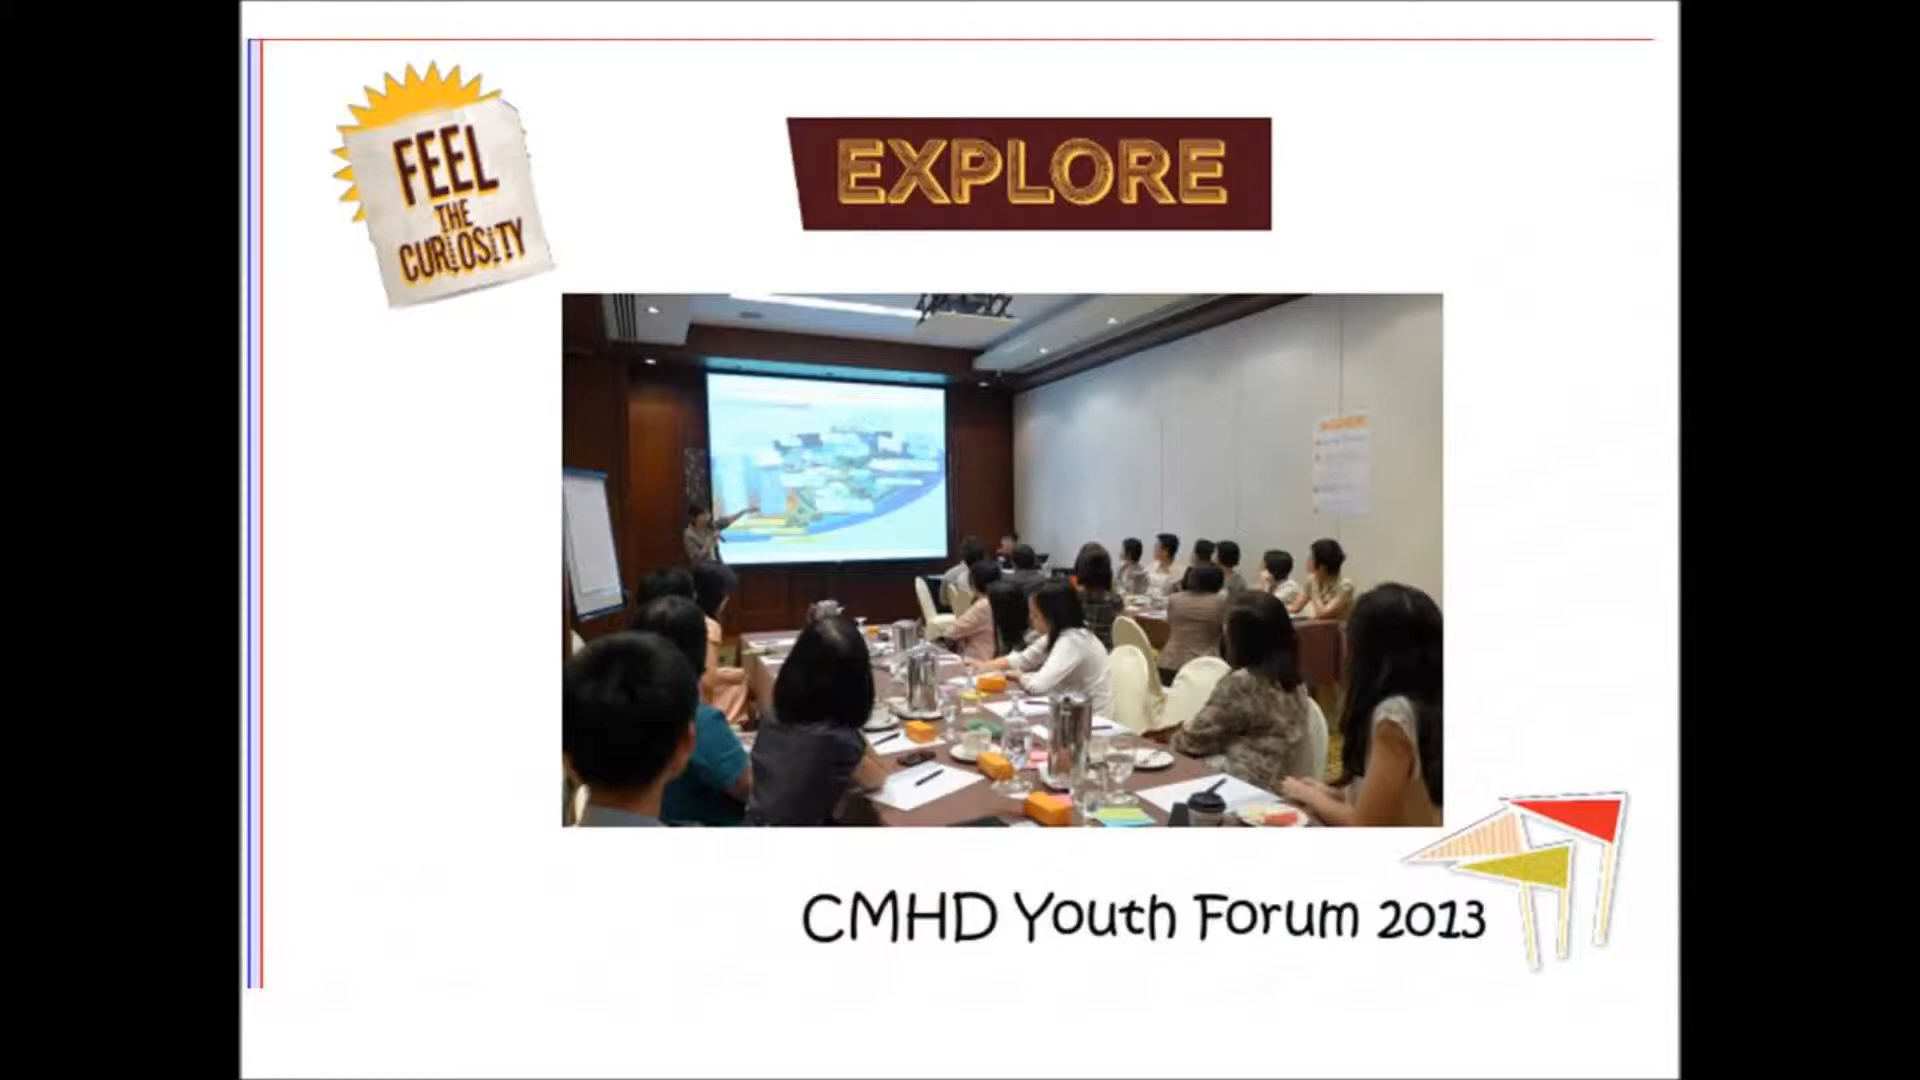 FEEL
THE
CURIOSITY
EXPLORE
CMHD Youth Forum 2013